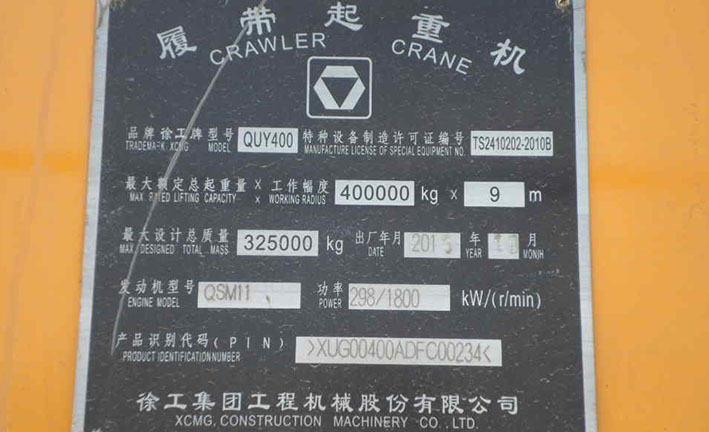 履带起重机
CRAWLER CRANE
品牌 徐工牌 型号 QUY400 特种设备制造许可证编号 TS2410202-2010B
TRADEMARK XCMG MODEL MANUFACTURE LICENSE OF SPECIAL EQUIPMENT NO.
最大额定总起重量 × 工作幅度 400000 kg × 9 m
MAX RATED LIFTING CAPACITY × WORKING RADIUS
最大设计总质量 325000 kg 出厂年月 年 月
MAX DESIGNED TOTAL MASS DATE YEAR MONTH
发动机型号 QSM11 功率 298/1800 kW/(r/min)
ENGINE MODEL POWER
产品识别代码(PIN) >XUG00400ADFC00234<
PRODUCT IDENTIFICATION NUMBER
徐工集团工程机械股份有限公司
XCMG, CONSTRUCTION MACHINERY CO., LTD.